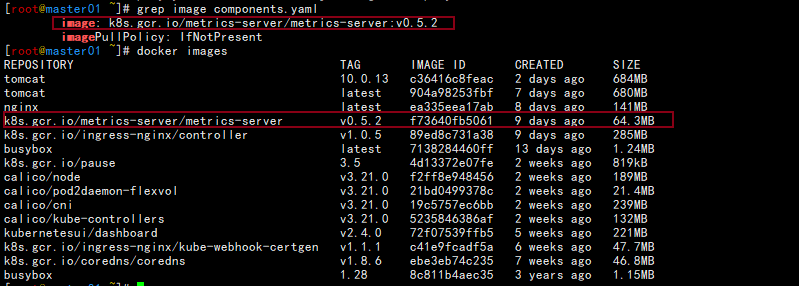 [root@master01 ~]# grep image components.yaml
image: k8s.gcr.io/metrics-server/metrics-server:v0.5.2
imagePullPolicy: IfNotPresent
[root@master01 ~]# docker images
REPOSITORY TAG IMAGE ID CREATED SIZE
tomcat 10.0.13 c36416c8feac 2 days ago 684MB
tomcat latest 904a98253fbf 7 days ago 680MB
nginx latest ea335eea17ab 8 days ago 141MB
k8s.gcr.io/metrics-server/metrics-server v0.5.2 f73640fb5061 9 days ago 64.3MB
k8s.gcr.io/ingress-nginx/controller v1.0.5 89ed8c731a38 9 days ago 285MB
busybox latest 7138284460ff 13 days ago 1.24MB
k8s.gcr.io/pause 3.5 4d13372e07fe 2 weeks ago 819kB
calico/node v3.21.0 f2ff8e948456 2 weeks ago 189MB
calico/pod2daemon-flexvol v3.21.0 21bd0499378c 2 weeks ago 21.4MB
calico/cni v3.21.0 19c5757ec6bb 2 weeks ago 239MB
calico/kube-controllers v3.21.0 5235846386af 2 weeks ago 132MB
kubernetesui/dashboard v2.4.0 72f07539ffb5 5 weeks ago 221MB
k8s.gcr.io/ingress-nginx/kube-webhook-certgen v1.1.1 c41e9fcadf5a 6 weeks ago 47.7MB
k8s.gcr.io/coredns/coredns v1.8.6 ebe3eb74c235 7 weeks ago 46.8MB
busybox 1.28 8c811b4aec35 3 years ago 1.15MB
[root@master01 ~]#